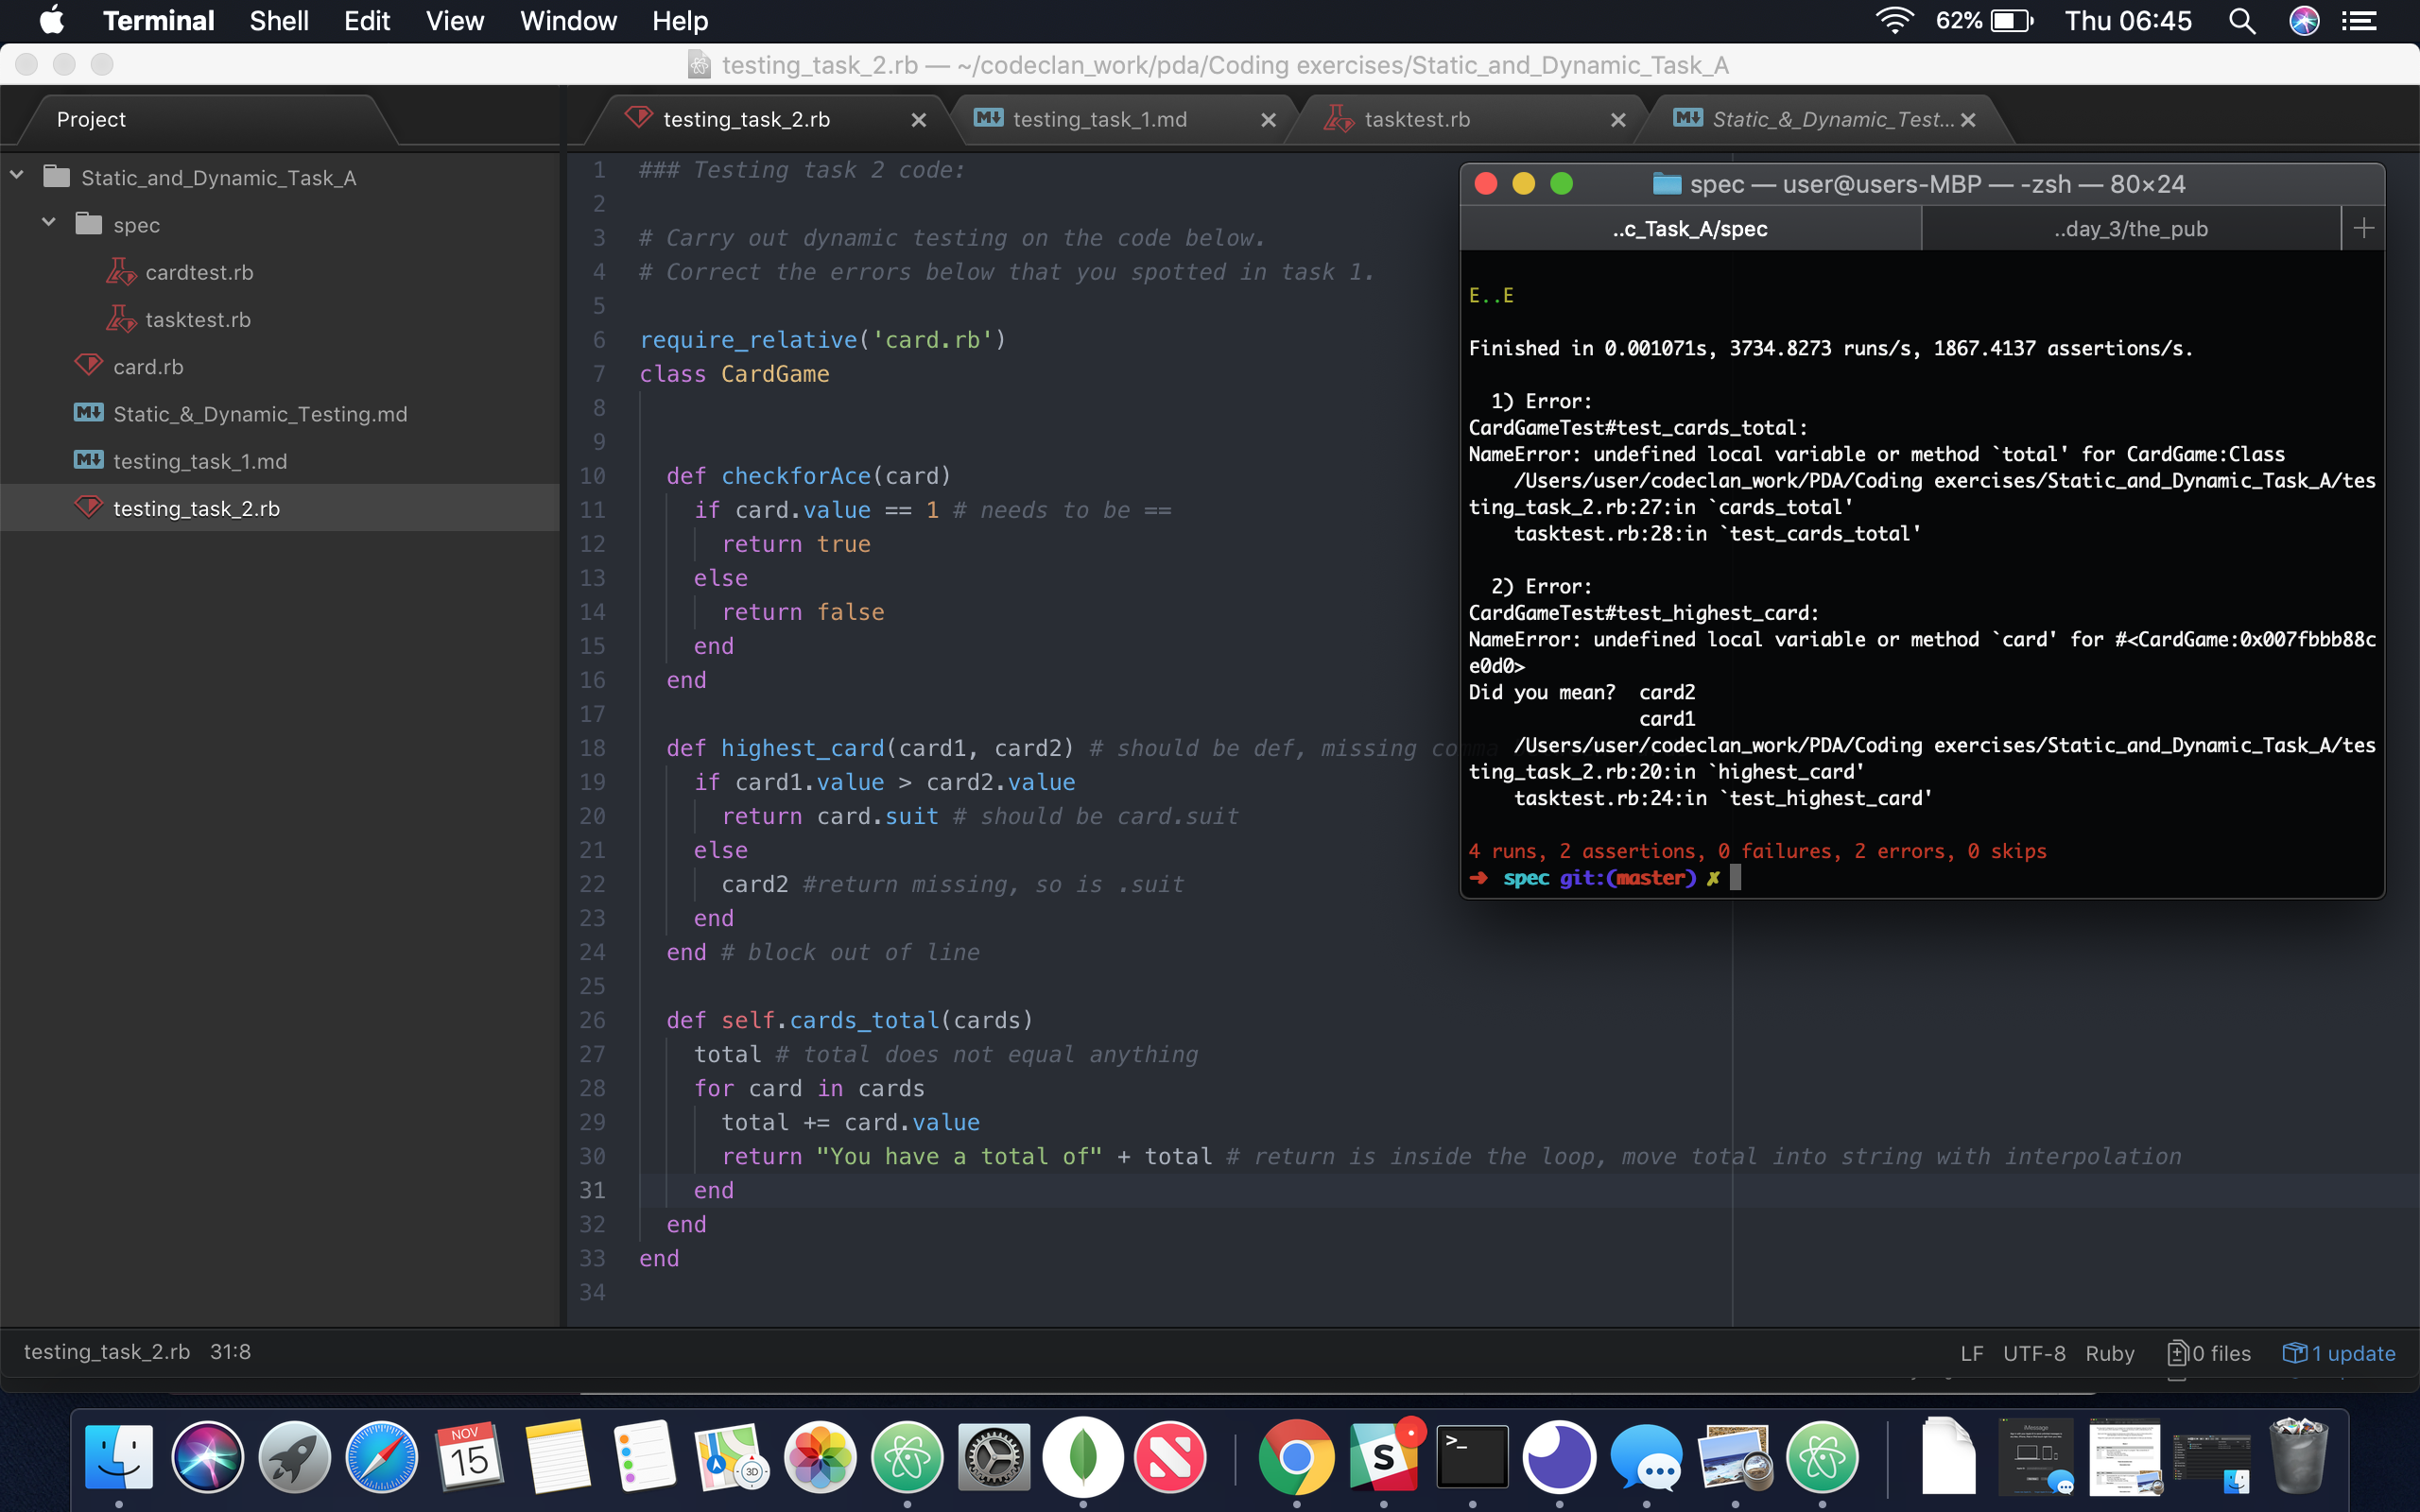 Terminal Shell Edit View Window Help 62% Thu 06:45
testing_task_2.rb — ~/codeclan_work/pda/Coding exercises/Static_and_Dynamic_Task_A
Project
testing_task_2.rb testing_task_1.md tasktest.rb Static_&_Dynamic_Test...
Static_and_Dynamic_Task_A
spec
cardtest.rb
tasktest.rb
card.rb
Static_&_Dynamic_Testing.md
testing_task_1.md
testing_task_2.rb
1 ### Testing task 2 code:
2
3 # Carry out dynamic testing on the code below.
4 # Correct the errors below that you spotted in task 1.
5
6 require_relative('card.rb')
7 class CardGame
8
9
10 def checkforAce(card)
11 if card.value == 1 # needs to be ==
12 return true
13 else
14 return false
15 end
16 end
17
18 def highest_card(card1, card2) # should be def, missing comma
19 if card1.value > card2.value
20 return card.suit # should be card.suit
21 else
22 card2 #return missing, so is .suit
23 end
24 end # block out of line
25
26 def self.cards_total(cards)
27 total # total does not equal anything
28 for card in cards
29 total += card.value
30 return "You have a total of" + total # return is inside the loop, move total into string with interpolation
31 end
32 end
33 end
34
spec — user@users-MBP — -zsh — 80×24
..c_Task_A/spec ..day_3/the_pub
E..E
Finished in 0.001071s, 3734.8273 runs/s, 1867.4137 assertions/s.
1) Error:
CardGameTest#test_cards_total:
NameError: undefined local variable or method `total' for CardGame:Class
/Users/user/codeclan_work/PDA/Coding exercises/Static_and_Dynamic_Task_A/tes
ting_task_2.rb:27:in `cards_total'
tasktest.rb:28:in `test_cards_total'
2) Error:
CardGameTest#test_highest_card:
NameError: undefined local variable or method `card' for #<CardGame:0x007fbbb88c
e0d0>
Did you mean? card2
card1
/Users/user/codeclan_work/PDA/Coding exercises/Static_and_Dynamic_Task_A/tes
ting_task_2.rb:20:in `highest_card'
tasktest.rb:24:in `test_highest_card'
4 runs, 2 assertions, 0 failures, 2 errors, 0 skips
➜ spec git:(master) ✗
testing_task_2.rb 31:8 LF UTF-8 Ruby 0 files 1 update
NOV
15
3D
S
>_